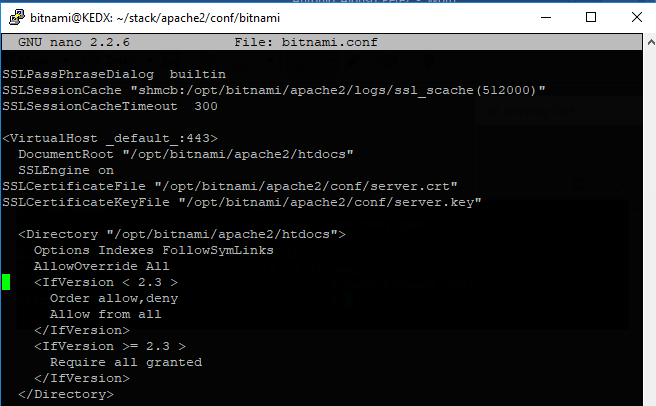 bitnami@KEDX: ~/stack/apache2/conf/bitnami
GNU nano 2.2.6 File: bitnami.conf
SSLPassPhraseDialog builtin
SSLSessionCache "shmcb:/opt/bitnami/apache2/logs/ssl_scache(512000)"
SSLSessionCacheTimeout 300
<VirtualHost _default_:443>
DocumentRoot "/opt/bitnami/apache2/htdocs"
SSLEngine on
SSLCertificateFile "/opt/bitnami/apache2/conf/server.crt"
SSLCertificateKeyFile "/opt/bitnami/apache2/conf/server.key"
<Directory "/opt/bitnami/apache2/htdocs">
Options Indexes FollowSymLinks
AllowOverride All
<IfVersion < 2.3 >
Order allow,deny
Allow from all
</IfVersion>
<IfVersion >= 2.3 >
Require all granted
</IfVersion>
</Directory>